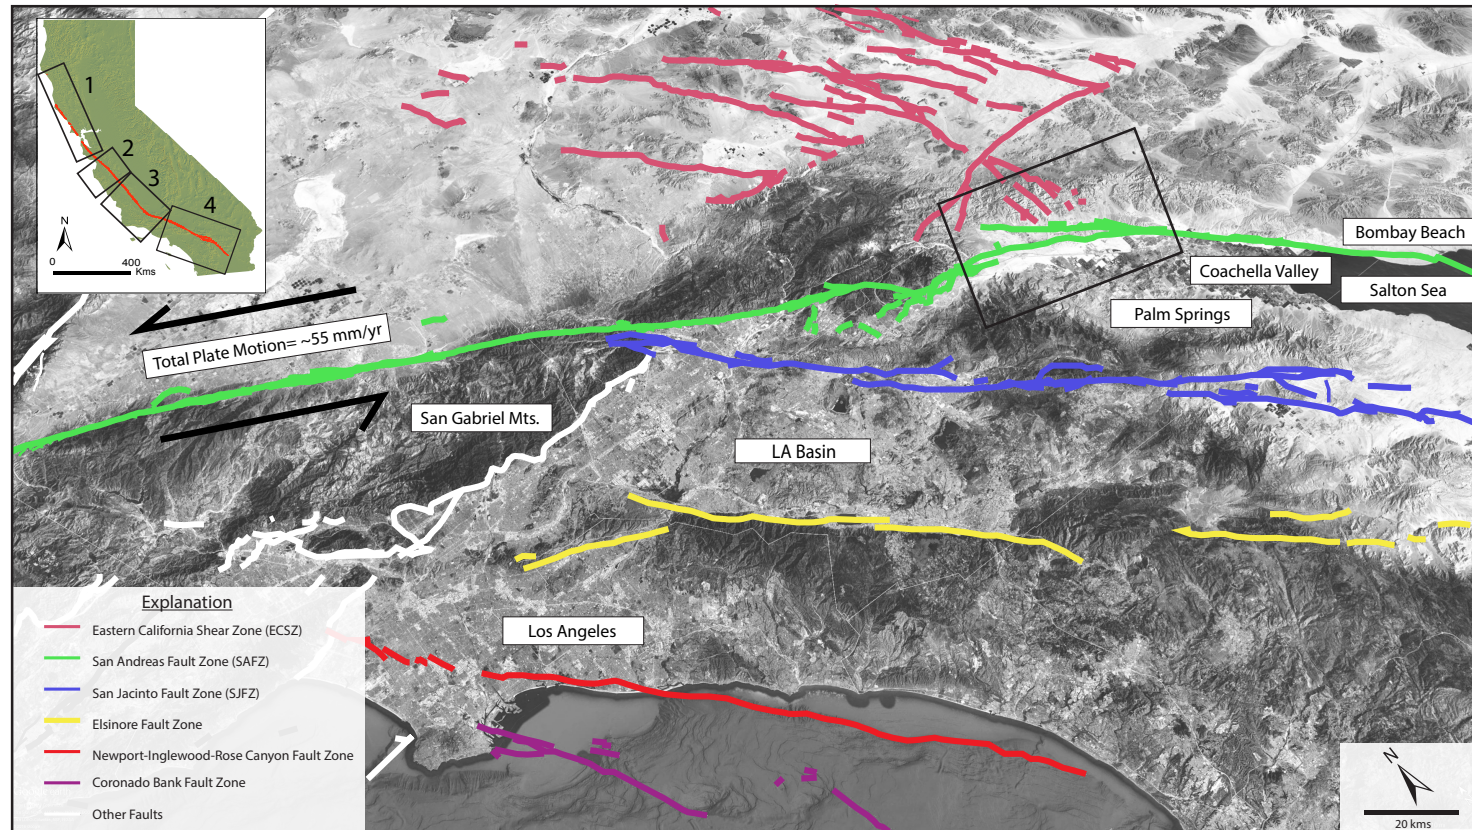 1
2
3
4
N
0
400
Kms
Total Plate Motion= ~55 mm/yr
San Gabriel Mts.
LA Basin
Los Angeles
Bombay Beach
Coachella Valley
Salton Sea
Palm Springs
Explanation
Eastern California Shear Zone (ECSZ)
San Andreas Fault Zone (SAFZ)
San Jacinto Fault Zone (SJFZ)
Elsinore Fault Zone
Newport-Inglewood-Rose Canyon Fault Zone
Coronado Bank Fault Zone
Other Faults
N
20 kms